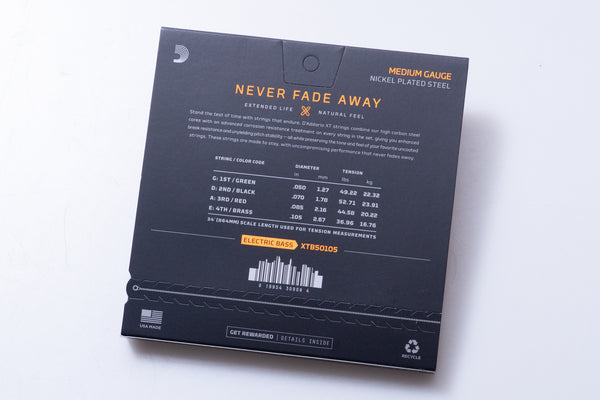 MEDIUM GAUGE
NICKEL PLATED STEEL
NEVER FADE AWAY
EXTENDED LIFE NATURAL FEEL
Stand the test of time with strings that endure. D'Addario XT strings combine our high carbon steel
cores with an advanced corrosion resistance treatment on every string in the set, giving you enhanced
break resistance and unyielding pitch stability—all while preserving the tone and feel of your favorite uncoated
strings. These strings are made to stay, with uncompromising performance that never fades away.
STRING / COLOR CODE DIAMETER TENSION
in mm lbs kg
G: 1ST / GREEN .050 1.27 49.22 22.32
D: 2ND / BLACK .070 1.78 52.71 23.91
A: 3RD / RED .085 2.16 44.58 20.22
E: 4TH / BRASS .105 2.67 36.96 16.76
34" (864MM) SCALE LENGTH USED FOR TENSION MEASUREMENTS
ELECTRIC BASS XTB50105
0 19954 30908 4
USA MADE
GET REWARDED | DETAILS INSIDE
RECYCLE